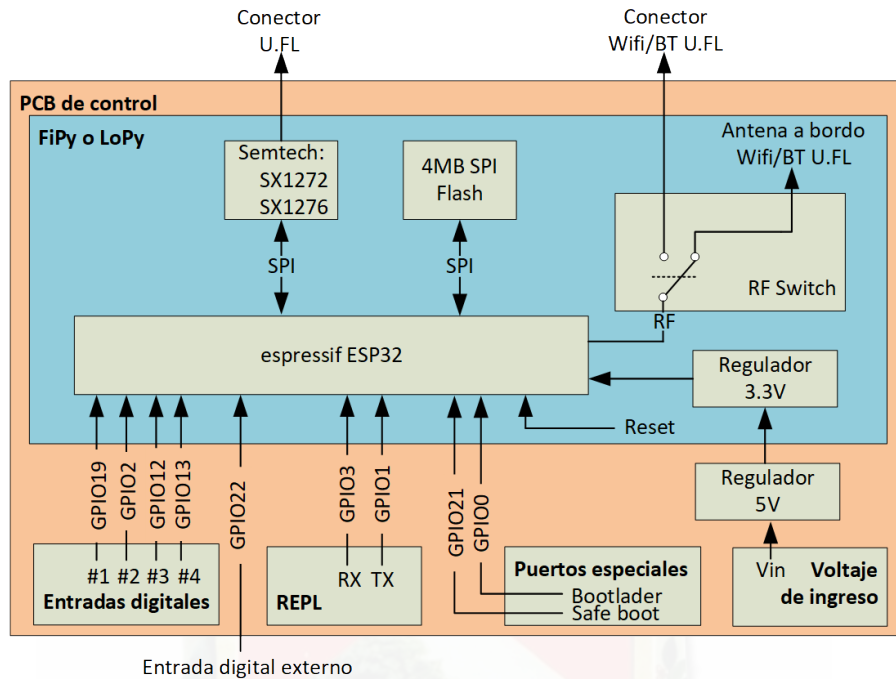 Conector
U.FL
Conector
Wifi/BT U.FL
PCB de control
FiPy o LoPy
Semtech:
SX1272
SX1276
4MB SPI
Flash
Antena a bordo
Wifi/BT U.FL
SPI
SPI
RF Switch
RF
espressif ESP32
Regulador
3.3V
Reset
GPIO19
GPIO2
GPIO12
GPIO13
GPIO22
GPIO3
GPIO1
GPIO21
GPIO0
Regulador
5V
#1 #2 #3 #4
Entradas digitales
RX TX
REPL
Puertos especiales
Bootlader
Safe boot
Vin Voltaje
de ingreso
Entrada digital externo